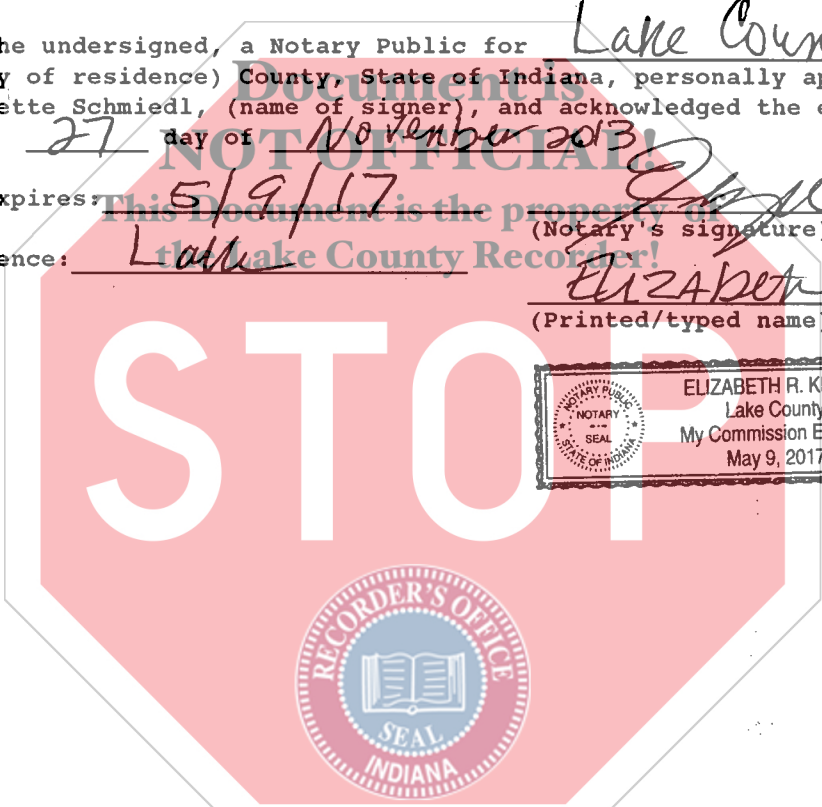 he undersigned, a Notary Public for Lake Coun
y of residence) County, State of Indiana, personally ap
ette Schmiedl, (name of signer), and acknowledged the e
27 day of November 2013
xpires: 5/9/17
(Notary's signature)
ence: Lake
Elizabeth
(Printed/typed name)
Document is
NOT OFFICIAL!
This Document is the property of
the Lake County Recorder!
STOP
NOTARY PUBLIC
NOTARY
SEAL
STATE OF INDIANA
ELIZABETH R. K
Lake County
My Commission E
May 9, 2017
RECORDER'S OFFICE
SEAL
INDIANA